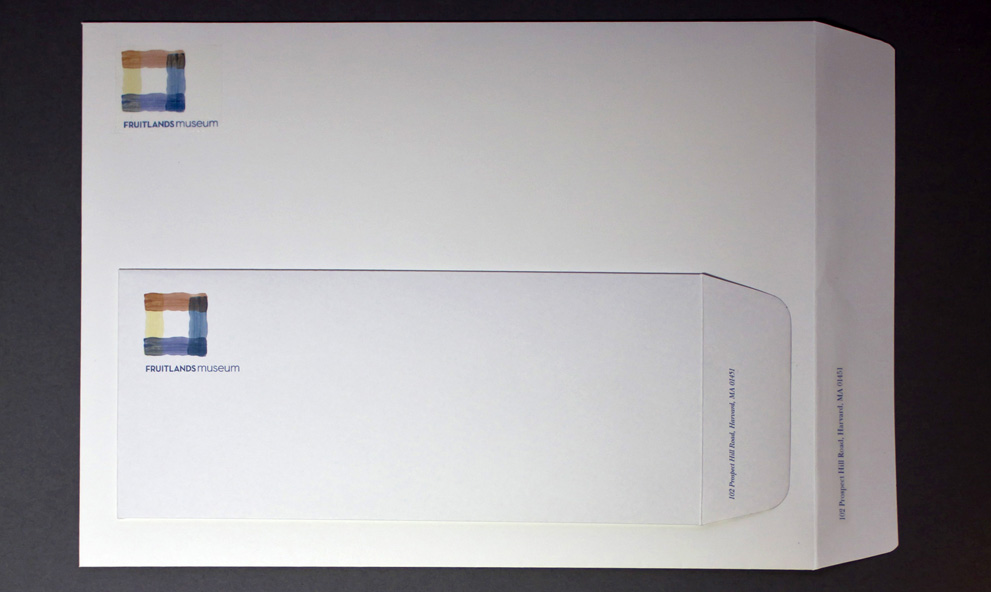 FRUITLANDS museum
FRUITLANDS museum
102 Prospect Hill Road, Harvard, MA 01451
102 Prospect Hill Road, Harvard, MA 01451